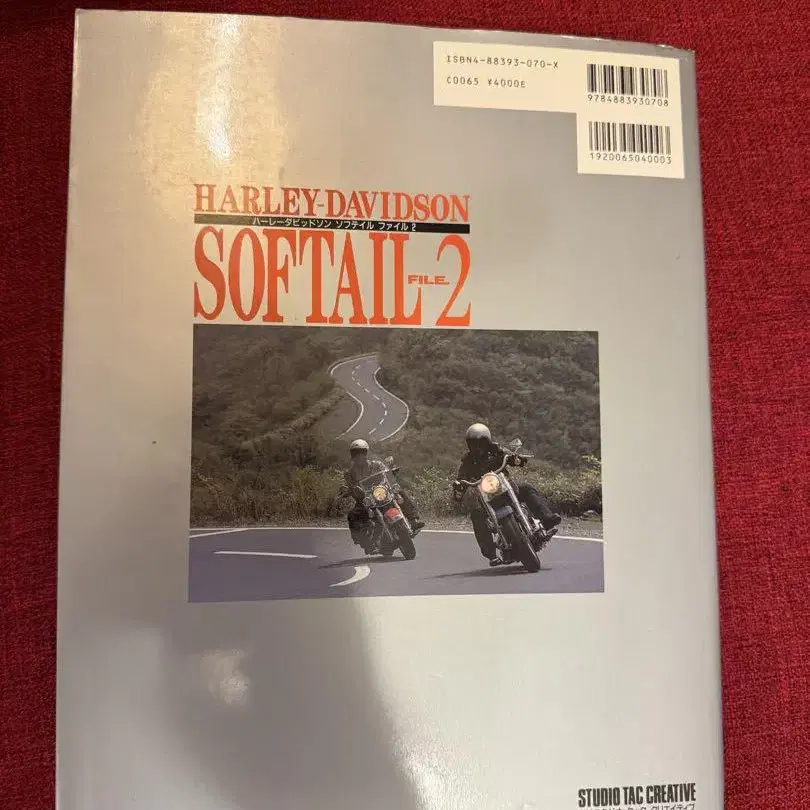 ISBN4-88393-070-X
C0065 ¥4000E
9784883930708
1920065040003
HARLEY-DAVIDSON
ハーレーダビッドソン ソフテイル ファイル 2
SOFTAIL FILE 2
STUDIO TAC CREATIVE